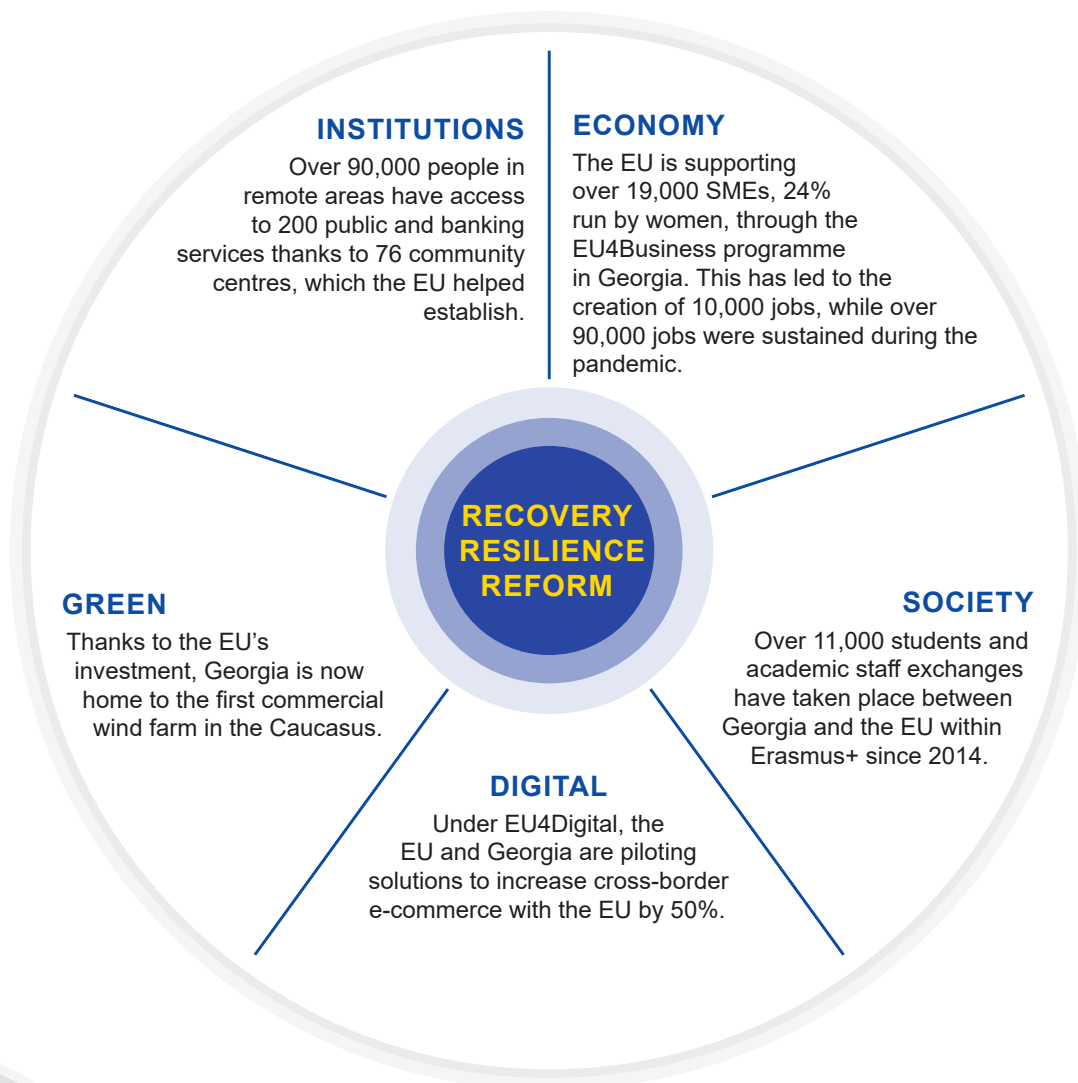 INSTITUTIONS
Over 90,000 people in
remote areas have access
to 200 public and banking
services thanks to 76 community
centres, which the EU helped
establish.
ECONOMY
The EU is supporting
over 19,000 SMEs, 24%
run by women, through the
EU4Business programme
in Georgia. This has led to the
creation of 10,000 jobs, while over
90,000 jobs were sustained during the
pandemic.
RECOVERY
RESILIENCE
REFORM
GREEN
Thanks to the EU’s
investment, Georgia is now
home to the first commercial
wind farm in the Caucasus.
SOCIETY
Over 11,000 students and
academic staff exchanges
have taken place between
Georgia and the EU within
Erasmus+ since 2014.
DIGITAL
Under EU4Digital, the
EU and Georgia are piloting
solutions to increase cross-border
e-commerce with the EU by 50%.